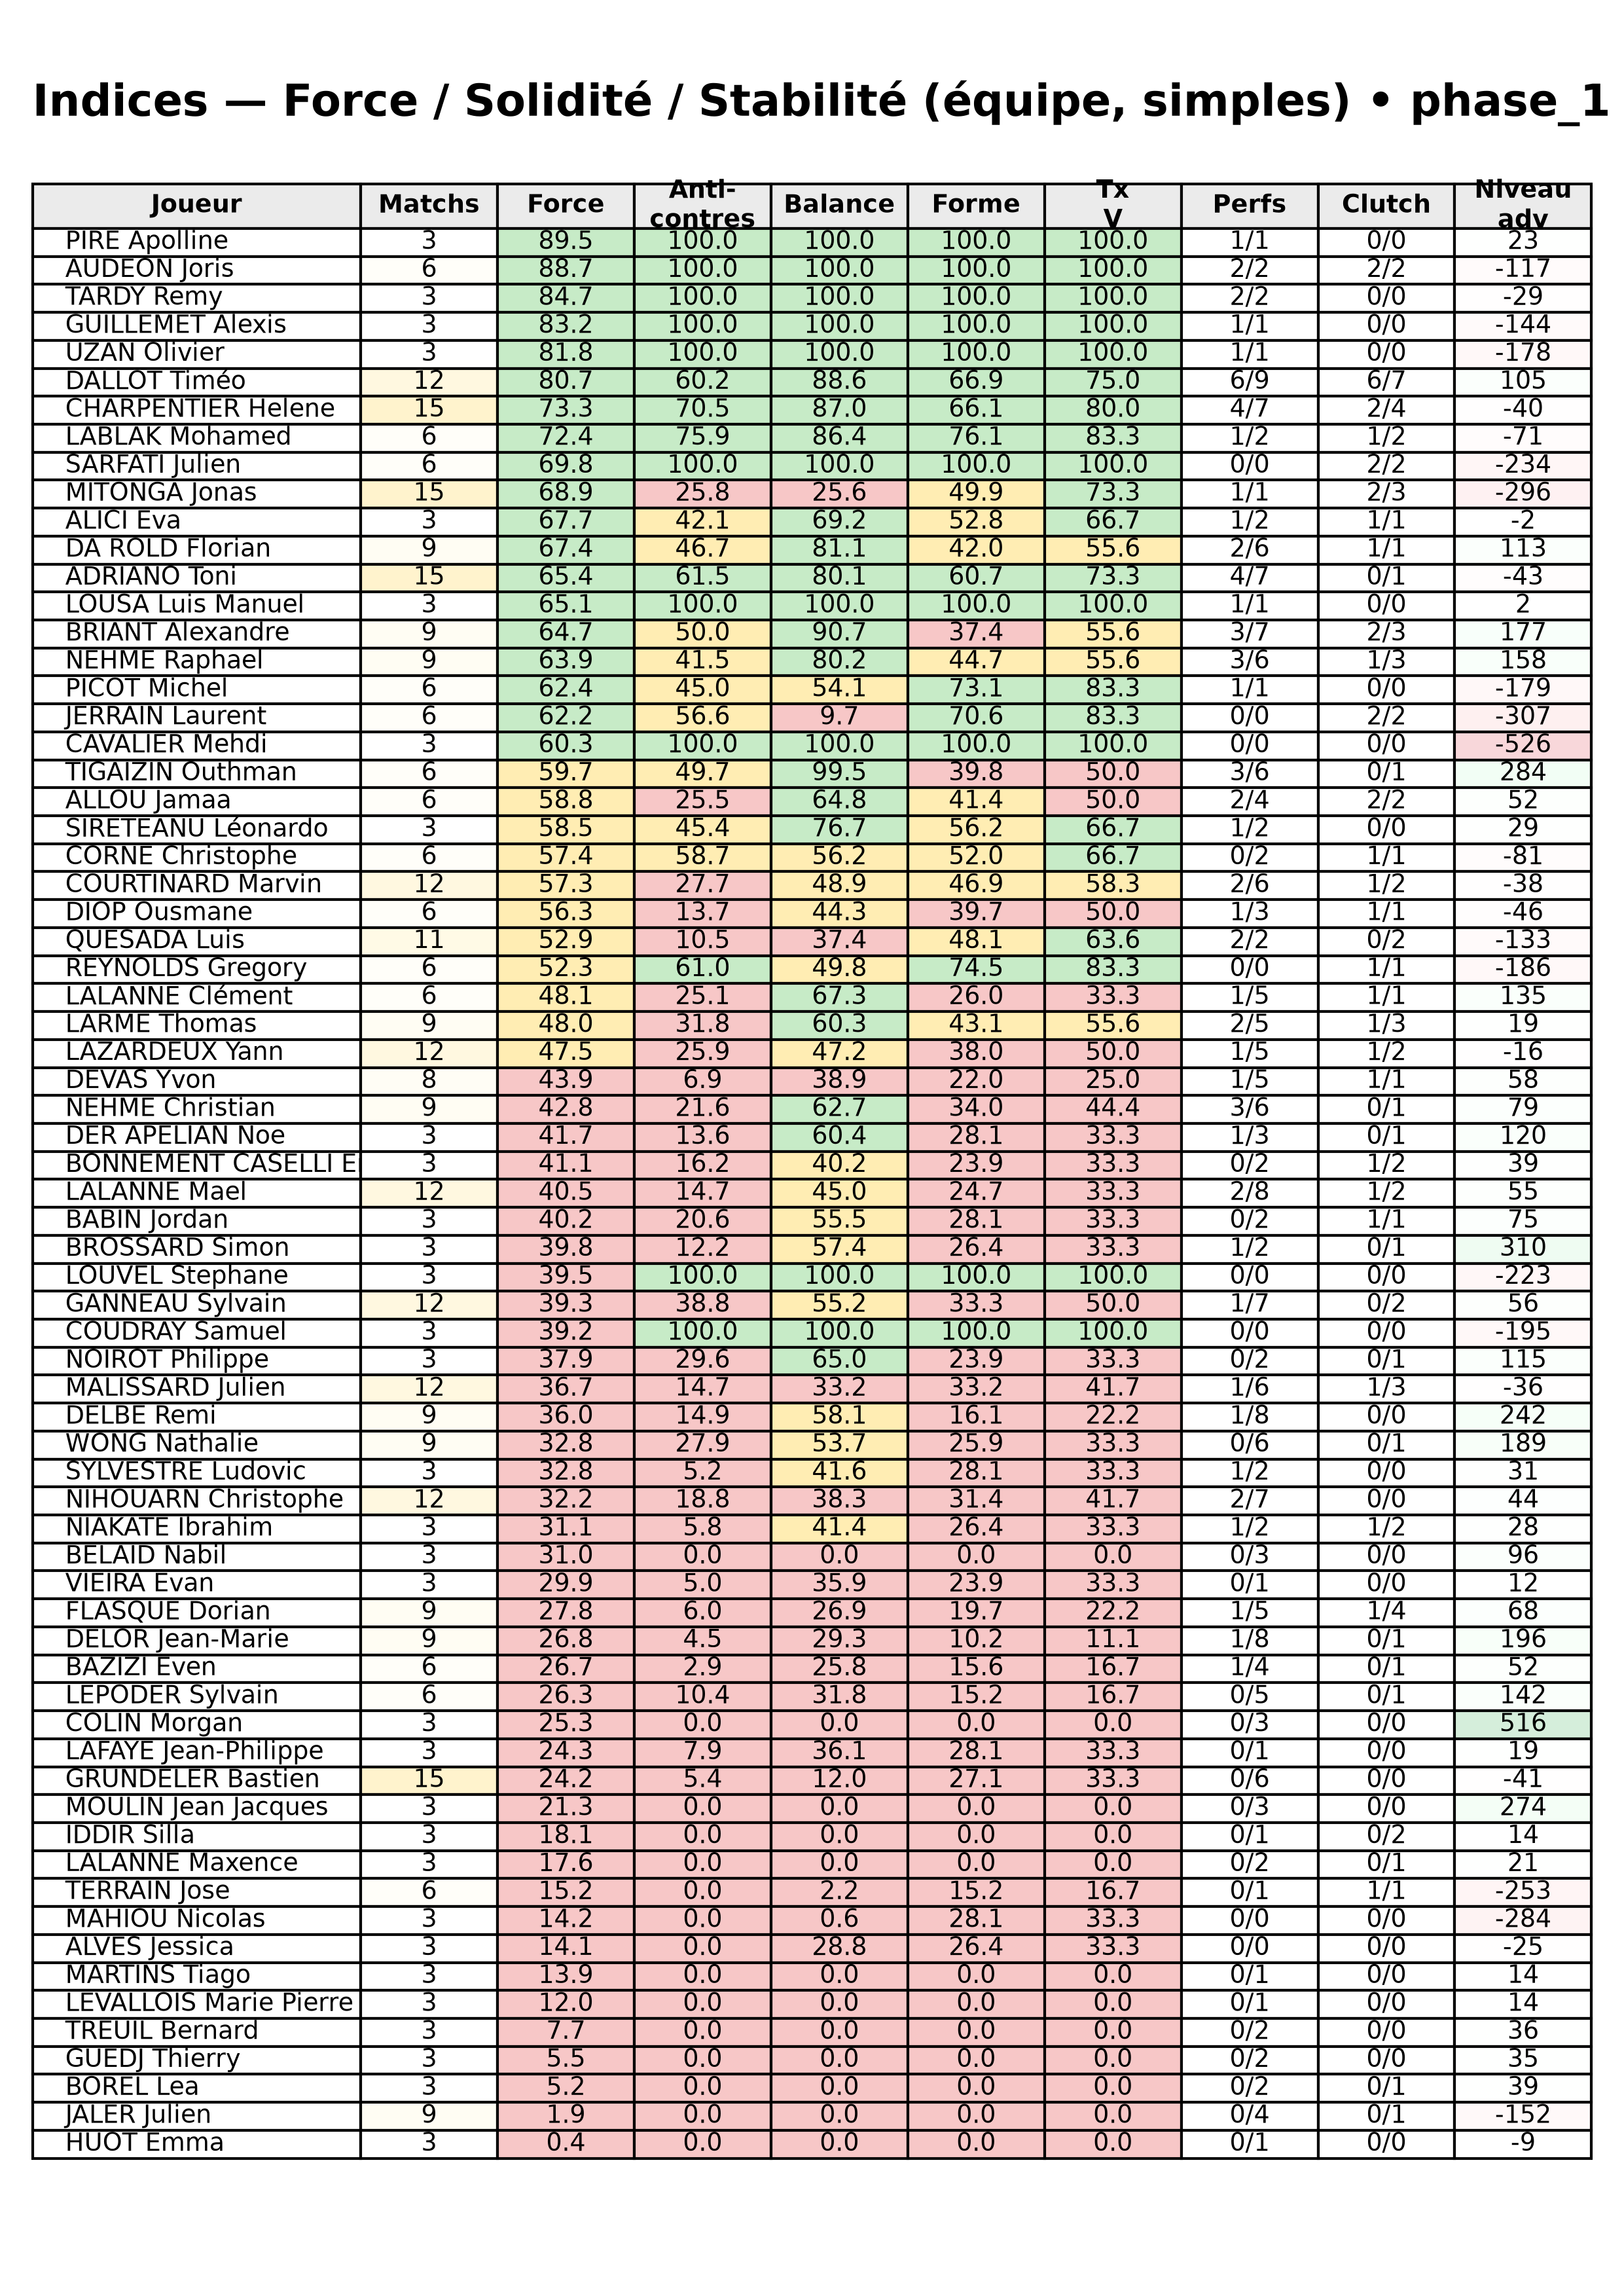 Indices — Force / Solidité / Stabilité (équipe, simples) • phase_1
Joueur Matchs Force Anti-contres Balance Forme Tx V Perfs Clutch Niveau adv
PIRE Apolline 3 89.5 100.0 100.0 100.0 100.0 1/1 0/0 23
AUDEON Joris 6 88.7 100.0 100.0 100.0 100.0 2/2 2/2 -117
TARDY Remy 3 84.7 100.0 100.0 100.0 100.0 2/2 0/0 -29
GUILLEMET Alexis 3 83.2 100.0 100.0 100.0 100.0 1/1 0/0 -144
UZAN Olivier 3 81.8 100.0 100.0 100.0 100.0 1/1 0/0 -178
DALLOT Timéo 12 80.7 60.2 88.6 66.9 75.0 6/9 6/7 105
CHARPENTIER Helene 15 73.3 70.5 87.0 66.1 80.0 4/7 2/4 -40
LABLAK Mohamed 6 72.4 75.9 86.4 76.1 83.3 1/2 1/2 -71
SARFATI Julien 6 69.8 100.0 100.0 100.0 100.0 0/0 2/2 -234
MITONGA Jonas 15 68.9 25.8 25.6 49.9 73.3 1/1 2/3 -296
ALICI Eva 3 67.7 42.1 69.2 52.8 66.7 1/2 1/1 -2
DA ROLD Florian 9 67.4 46.7 81.1 42.0 55.6 2/6 1/1 113
ADRIANO Toni 15 65.4 61.5 80.1 60.7 73.3 4/7 0/1 -43
LOUSA Luis Manuel 3 65.1 100.0 100.0 100.0 100.0 1/1 0/0 2
BRIANT Alexandre 9 64.7 50.0 90.7 37.4 55.6 3/7 2/3 177
NEHME Raphael 9 63.9 41.5 80.2 44.7 55.6 3/6 1/3 158
PICOT Michel 6 62.4 45.0 54.1 73.1 83.3 1/1 0/0 -179
JERRAIN Laurent 6 62.2 56.6 9.7 70.6 83.3 0/0 2/2 -307
CAVALIER Mehdi 3 60.3 100.0 100.0 100.0 100.0 0/0 0/0 -526
TIGAIZIN Outhman 6 59.7 49.7 99.5 39.8 50.0 3/6 0/1 284
ALLOU Jamaa 6 58.8 25.5 64.8 41.4 50.0 2/4 2/2 52
SIRETEANU Léonardo 3 58.5 45.4 76.7 56.2 66.7 1/2 0/0 29
CORNE Christophe 6 57.4 58.7 56.2 52.0 66.7 0/2 1/1 -81
COURTINARD Marvin 12 57.3 27.7 48.9 46.9 58.3 2/6 1/2 -38
DIOP Ousmane 6 56.3 13.7 44.3 39.7 50.0 1/3 1/1 -46
QUESADA Luis 11 52.9 10.5 37.4 48.1 63.6 2/2 0/2 -133
REYNOLDS Gregory 6 52.3 61.0 49.8 74.5 83.3 0/0 1/1 -186
LALANNE Clément 6 48.1 25.1 67.3 26.0 33.3 1/5 1/1 135
LARME Thomas 9 48.0 31.8 60.3 43.1 55.6 2/5 1/3 19
LAZARDEUX Yann 12 47.5 25.9 47.2 38.0 50.0 1/5 1/2 -16
DEVAS Yvon 8 43.9 6.9 38.9 22.0 25.0 1/5 1/1 58
NEHME Christian 9 42.8 21.6 62.7 34.0 44.4 3/6 0/1 79
DER APELIAN Noe 3 41.7 13.6 60.4 28.1 33.3 1/3 0/1 120
BONNEMENT CASELLI E 3 41.1 16.2 40.2 23.9 33.3 0/2 1/2 39
LALANNE Mael 12 40.5 14.7 45.0 24.7 33.3 2/8 1/2 55
BABIN Jordan 3 40.2 20.6 55.5 28.1 33.3 0/2 1/1 75
BROSSARD Simon 3 39.8 12.2 57.4 26.4 33.3 1/2 0/1 310
LOUVEL Stephane 3 39.5 100.0 100.0 100.0 100.0 0/0 0/0 -223
GANNEAU Sylvain 12 39.3 38.8 55.2 33.3 50.0 1/7 0/2 56
COUDRAY Samuel 3 39.2 100.0 100.0 100.0 100.0 0/0 0/0 -195
NOIROT Philippe 3 37.9 29.6 65.0 23.9 33.3 0/2 0/1 115
MALISSARD Julien 12 36.7 14.7 33.2 33.2 41.7 1/6 1/3 -36
DELBE Remi 9 36.0 14.9 58.1 16.1 22.2 1/8 0/0 242
WONG Nathalie 9 32.8 27.9 53.7 25.9 33.3 0/6 0/1 189
SYLVESTRE Ludovic 3 32.8 5.2 41.6 28.1 33.3 1/2 0/0 31
NIHOUARN Christophe 12 32.2 18.8 38.3 31.4 41.7 2/7 0/0 44
NIAKATE Ibrahim 3 31.1 5.8 41.4 26.4 33.3 1/2 1/2 28
BELAID Nabil 3 31.0 0.0 0.0 0.0 0.0 0/3 0/0 96
VIEIRA Evan 3 29.9 5.0 35.9 23.9 33.3 0/1 0/0 12
FLASQUE Dorian 9 27.8 6.0 26.9 19.7 22.2 1/5 1/4 68
DELOR Jean-Marie 9 26.8 4.5 29.3 10.2 11.1 1/8 0/1 196
BAZIZI Even 6 26.7 2.9 25.8 15.6 16.7 1/4 0/1 52
LEPODER Sylvain 6 26.3 10.4 31.8 15.2 16.7 0/5 0/1 142
COLIN Morgan 3 25.3 0.0 0.0 0.0 0.0 0/3 0/0 516
LAFAYE Jean-Philippe 3 24.3 7.9 36.1 28.1 33.3 0/1 0/0 19
GRUNDELER Bastien 15 24.2 5.4 12.0 27.1 33.3 0/6 0/0 -41
MOULIN Jean Jacques 3 21.3 0.0 0.0 0.0 0.0 0/3 0/0 274
IDDIR Silla 3 18.1 0.0 0.0 0.0 0.0 0/1 0/2 14
LALANNE Maxence 3 17.6 0.0 0.0 0.0 0.0 0/2 0/1 21
TERRAIN Jose 6 15.2 0.0 2.2 15.2 16.7 0/1 1/1 -253
MAHIOU Nicolas 3 14.2 0.0 0.6 28.1 33.3 0/0 0/0 -284
ALVES Jessica 3 14.1 0.0 28.8 26.4 33.3 0/0 0/0 -25
MARTINS Tiago 3 13.9 0.0 0.0 0.0 0.0 0/1 0/0 14
LEVALLOIS Marie Pierre 3 12.0 0.0 0.0 0.0 0.0 0/1 0/0 14
TREUIL Bernard 3 7.7 0.0 0.0 0.0 0.0 0/2 0/0 36
GUEDJ Thierry 3 5.5 0.0 0.0 0.0 0.0 0/2 0/0 35
BOREL Lea 3 5.2 0.0 0.0 0.0 0.0 0/2 0/1 39
JALER Julien 9 1.9 0.0 0.0 0.0 0.0 0/4 0/1 -152
HUOT Emma 3 0.4 0.0 0.0 0.0 0.0 0/1 0/0 -9